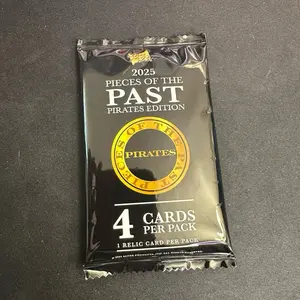 2025
PIECES OF THE
PAST
PIRATES EDITION
PIECES OF THE PAST
PIRATES
4 CARDS
PER PACK
1 RELIC CARD PER PACK